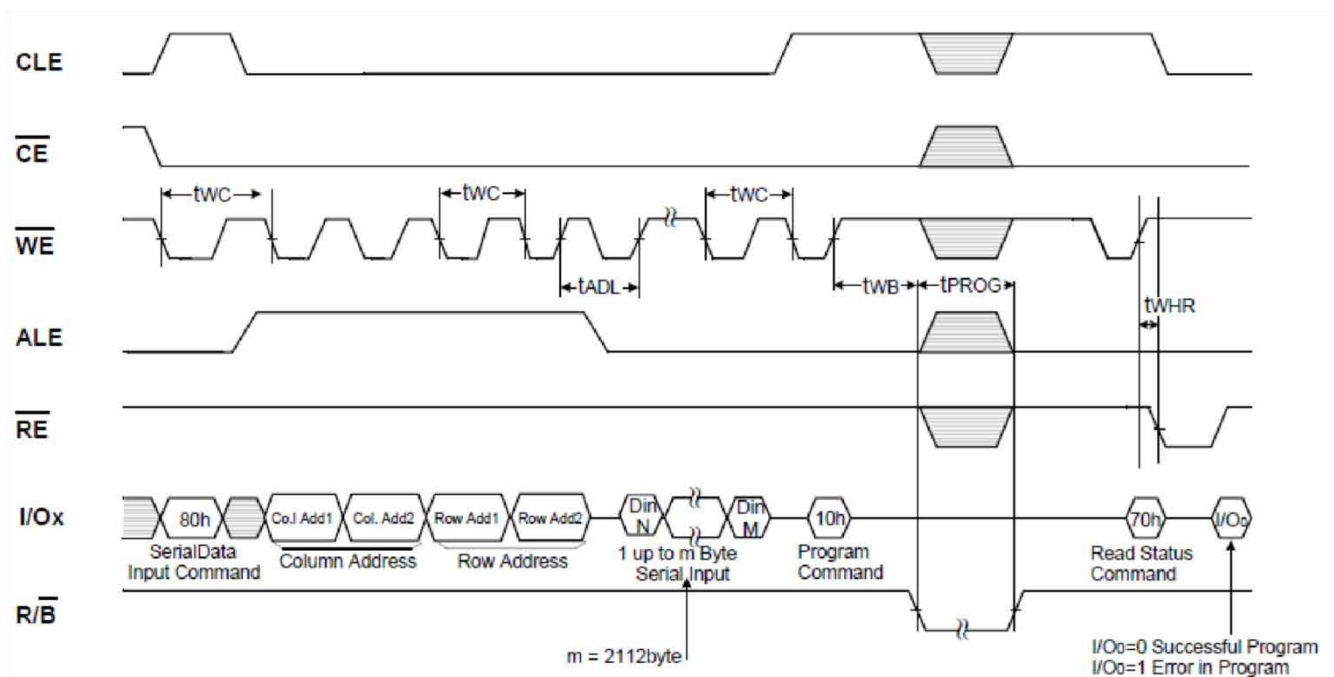 CLE
CE
tWC
tWC
tWC
WE
tADL
tWB
tPROG
tWHR
ALE
RE
I/Ox
80h
Co.l Add1
Col. Add2
Row Add1
Row Add2
Din
N
Din
M
10h
70h
I/O0
SerialData
Input Command
Column Address
Row Address
1 up to m Byte
Serial Input
Program
Command
Read Status
Command
R/B
m = 2112byte
I/O0=0 Successful Program
I/O0=1 Error in Program